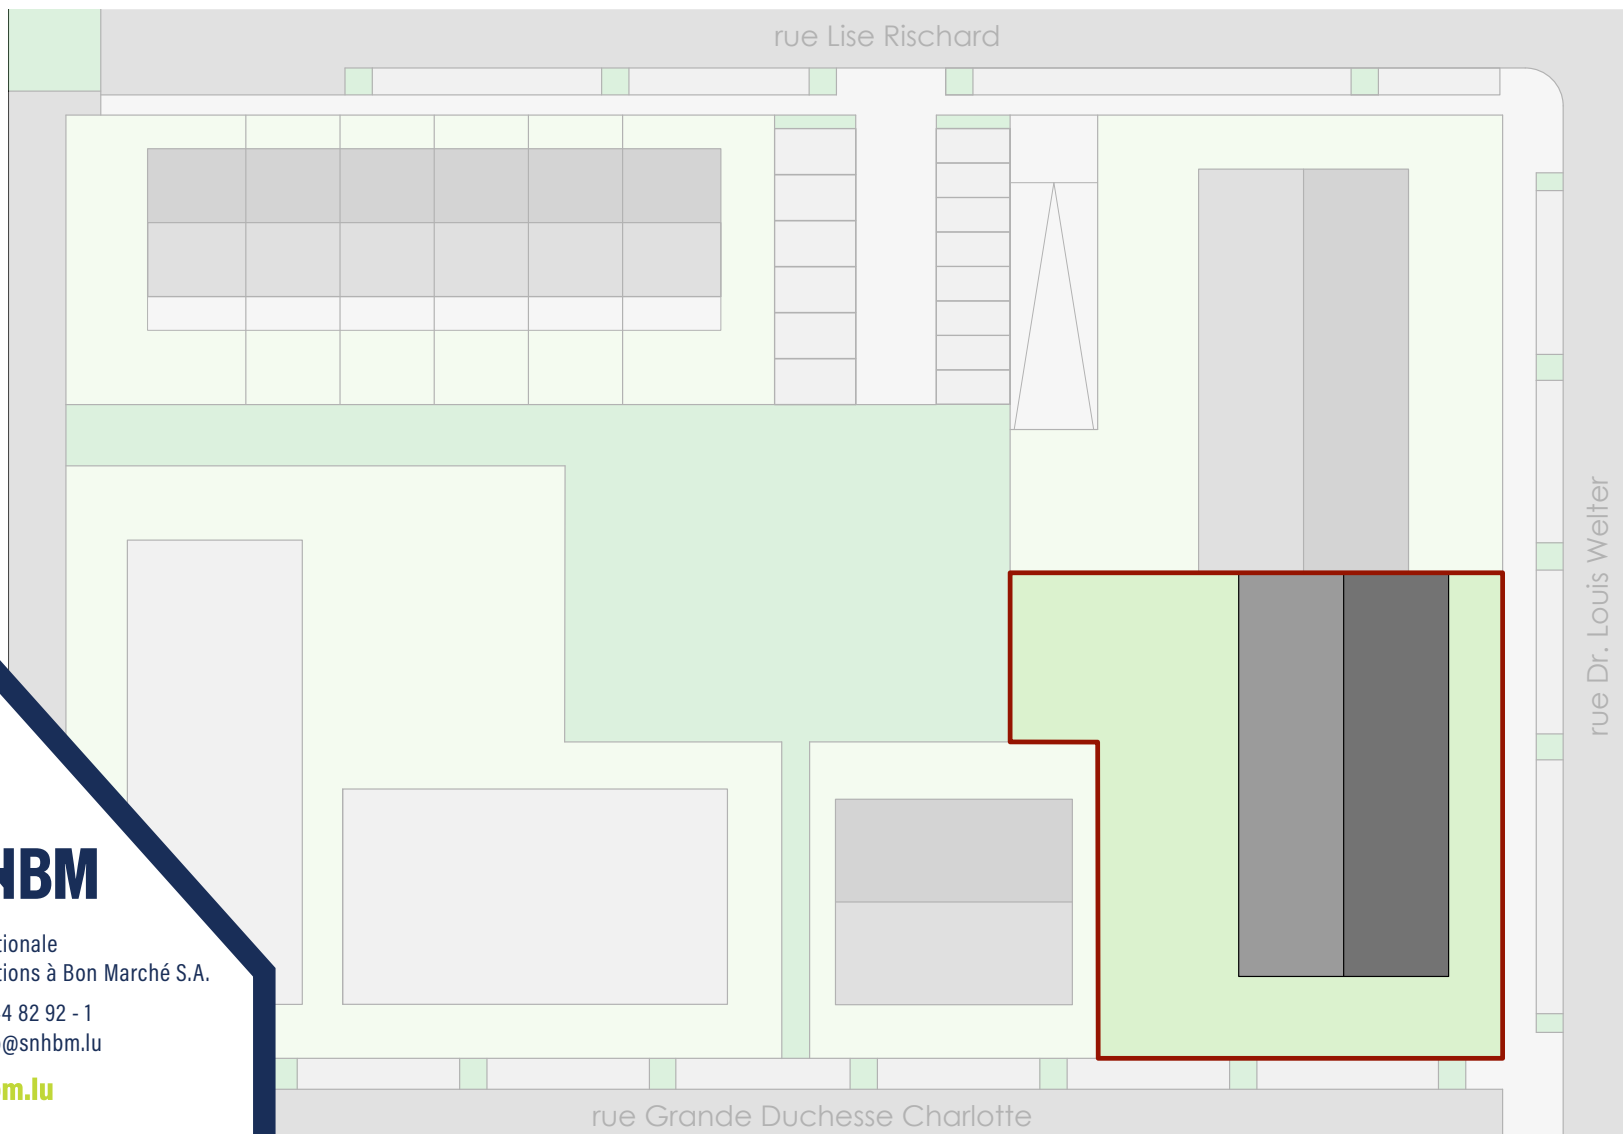 rue Lise Rischard
rue Dr. Louis Welter
HBM
tionale
tions à Bon Marché S.A.
4 82 92 - 1
@snhbm.lu
m.lu
rue Grande Duchesse Charlotte